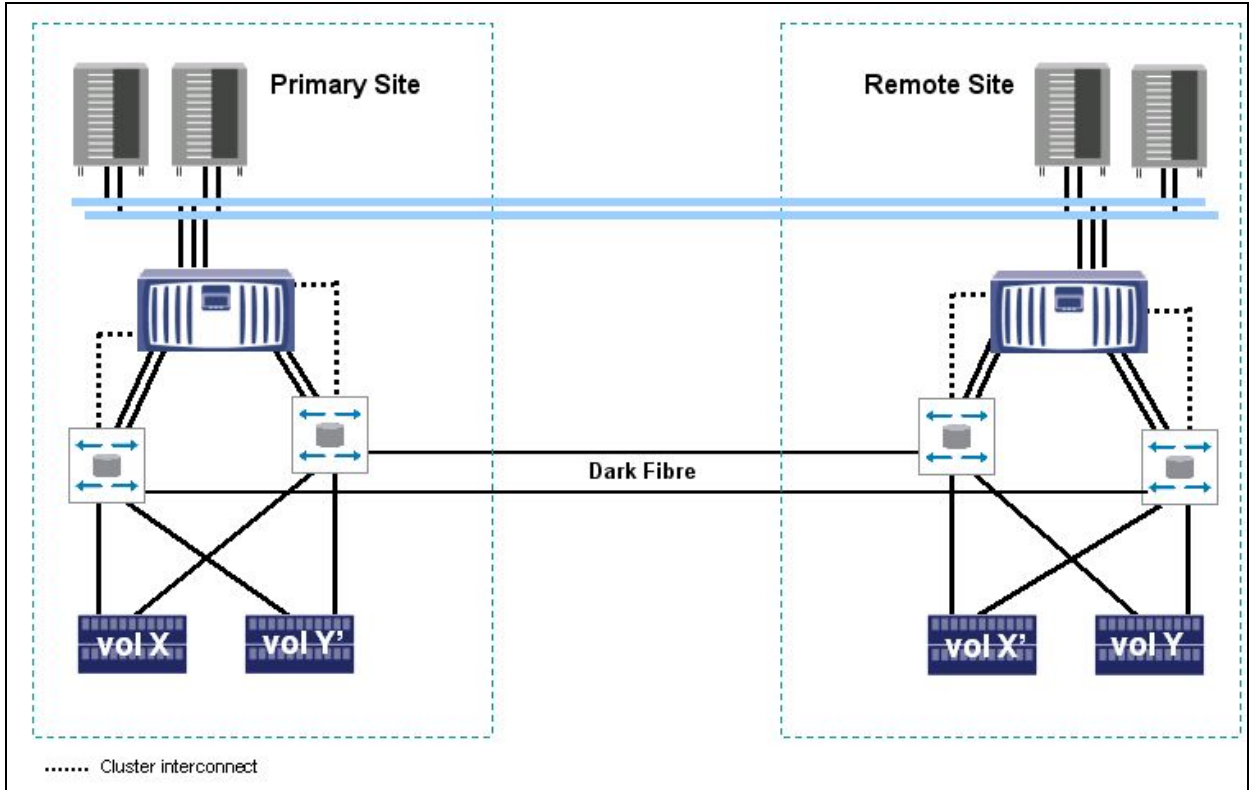 Primary Site
Remote Site
Dark Fibre
vol X
vol Y’
vol X’
vol Y
Cluster interconnect